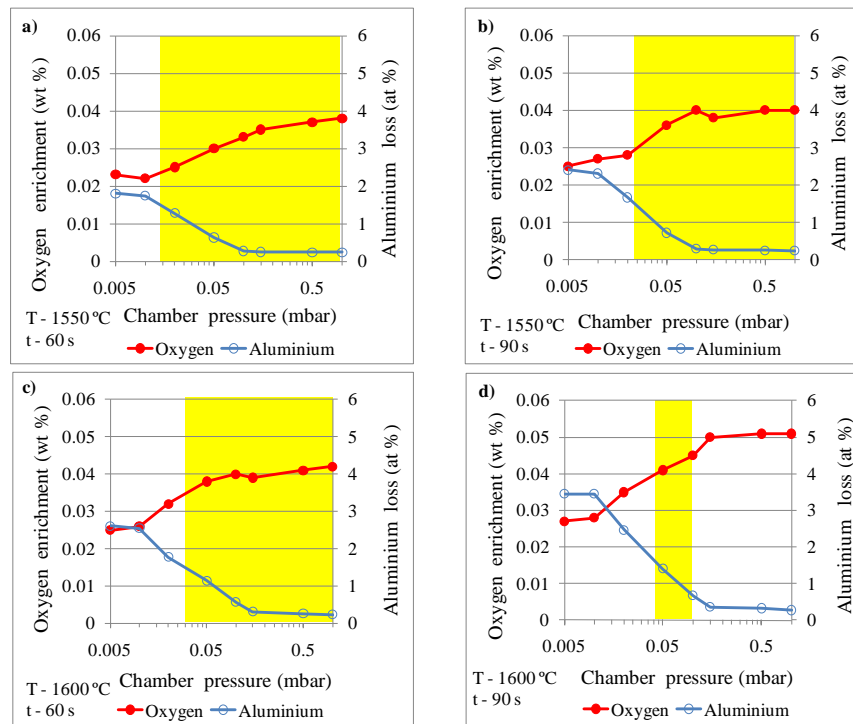 a)
Oxygen enrichment (wt %)
0.06
0.05
0.04
0.03
0.02
0.01
0
6
5
4
3
2
1
0
Aluminium loss (at %)
0.005
0.05
0.5
T - 1550 ºC
t - 60 s
Chamber pressure (mbar)
Oxygen
Aluminium
b)
Oxygen enrichment (wt %)
0.06
0.05
0.04
0.03
0.02
0.01
0
6
5
4
3
2
1
0
Aluminium loss (at %)
0.005
0.05
0.5
T - 1550 ºC
t - 90 s
Chamber pressure (mbar)
Oxygen
Aluminium
c)
Oxygen enrichment (wt %)
0.06
0.05
0.04
0.03
0.02
0.01
0
6
5
4
3
2
1
0
Aluminium loss (at %)
0.005
0.05
0.5
T - 1600 ºC
t - 60 s
Chamber pressure (mbar)
Oxygen
Aluminium
d)
Oxygen enrichment (wt %)
0.06
0.05
0.04
0.03
0.02
0.01
0
6
5
4
3
2
1
0
Aluminium loss (at %)
0.005
0.05
0.5
T - 1600 ºC
t - 90 s
Chamber pressure (mbar)
Oxygen
Aluminium